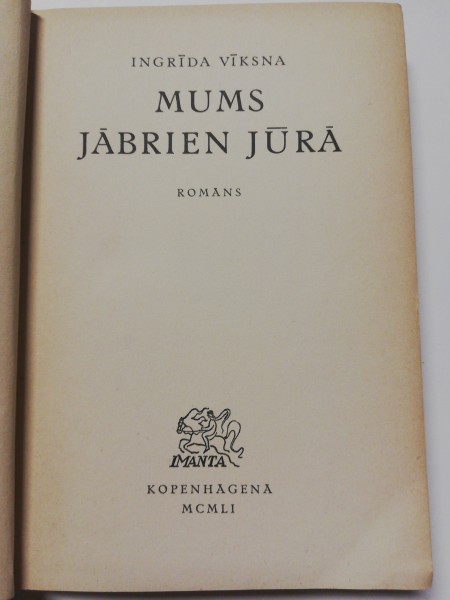 INGRĪDA VĪKSNA
MUMS
JĀBRIEN JŪRĀ
ROMĀNS
IMANTA
KOPENHĀGENĀ
MCMLI